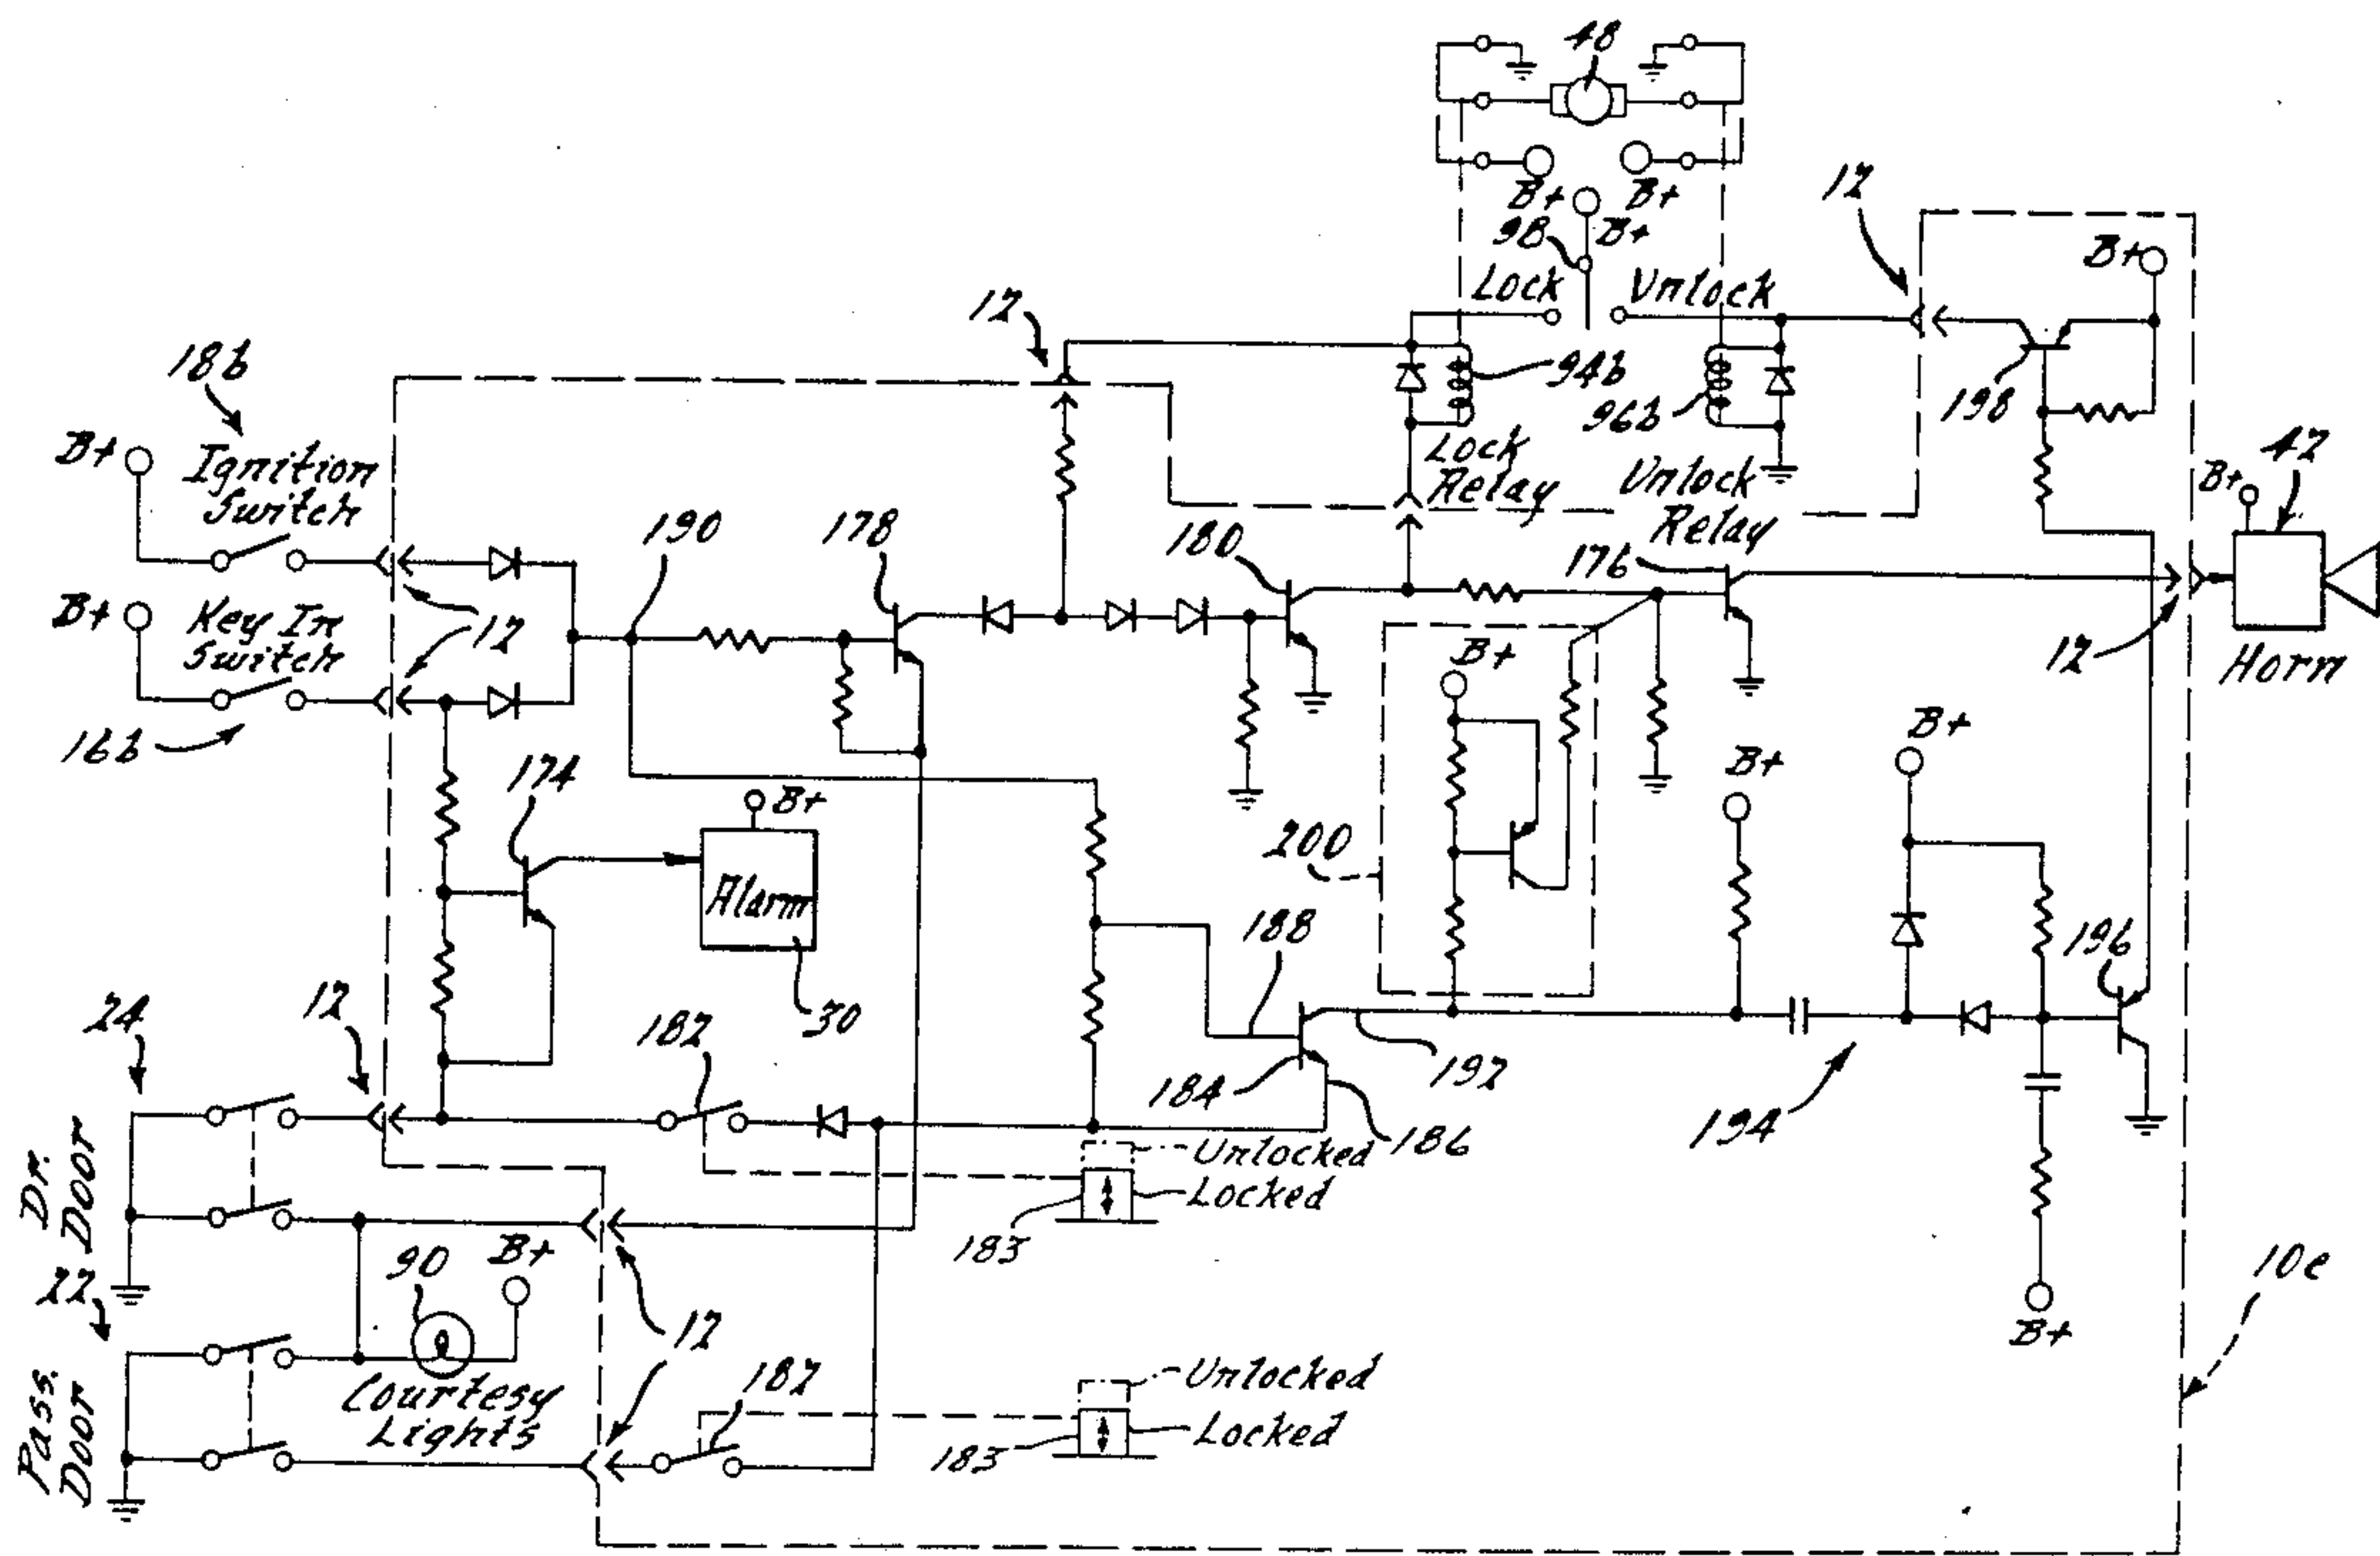 48
B+ B+
98 B+
Lock Unlock
12
B+
12
94b
96b
198
Lock
Relay
Unlock
Relay
18b
B+
Ignition
Switch
190
178
180
176
B+
42
12
Horn
B+
Key In
Switch
12
16b
174
B+
Alarm
30
B+
200
B+
B+
188
196
24
12
182
184
192
186
194
Unlocked
Locked
183
Dr.
Door
22
90
B+
12
B+
10e
Courtesy
Lights
Pass.
Door
182
Unlocked
Locked
183